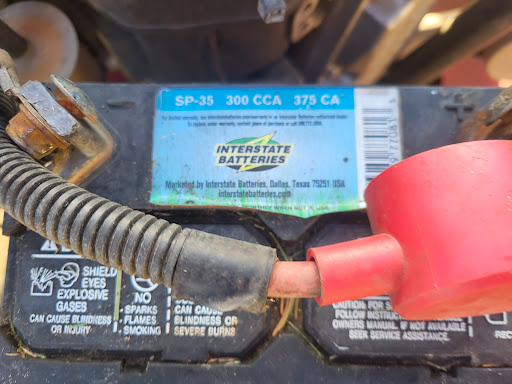 SP-35 300 CCA 375 CA
INTERSTATE
BATTERIES
Marketed by Interstate Batteries, Dallas, Texas 75251 USA
interstatebatteries.com
SHIELD
EYES
EXPLOSIVE
GASES
CAN CAUSE BLINDNESS
OR INJURY
NO
SPARKS
FLAMES
SMOKING
CAN CAUSE
BLINDNESS OR
SEVERE BURNS
FOLLOW INSTRUCTIONS
OWNERS MANUAL. IF NOT AVAILABLE
SEEK SERVICE ASSISTANCE.